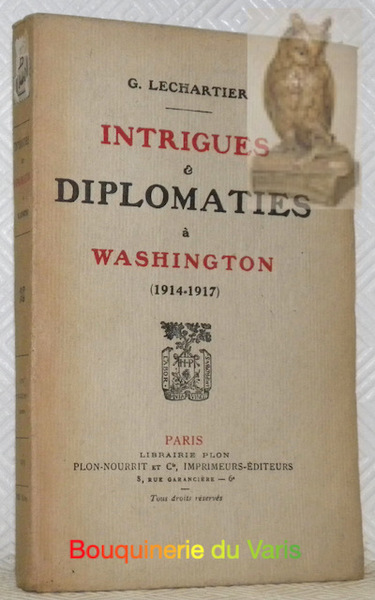 G. LECHARTIER
INTRIGUES
&
DIPLOMATIES
à
WASHINGTON
(1914-1917)
PARIS
LIBRAIRIE PLON
PLON-NOURRIT ET Cie, IMPRIMEURS-ÉDITEURS
8, RUE GARANCIÈRE — 6e
Tous droits réservés
Bouquinerie du Varis